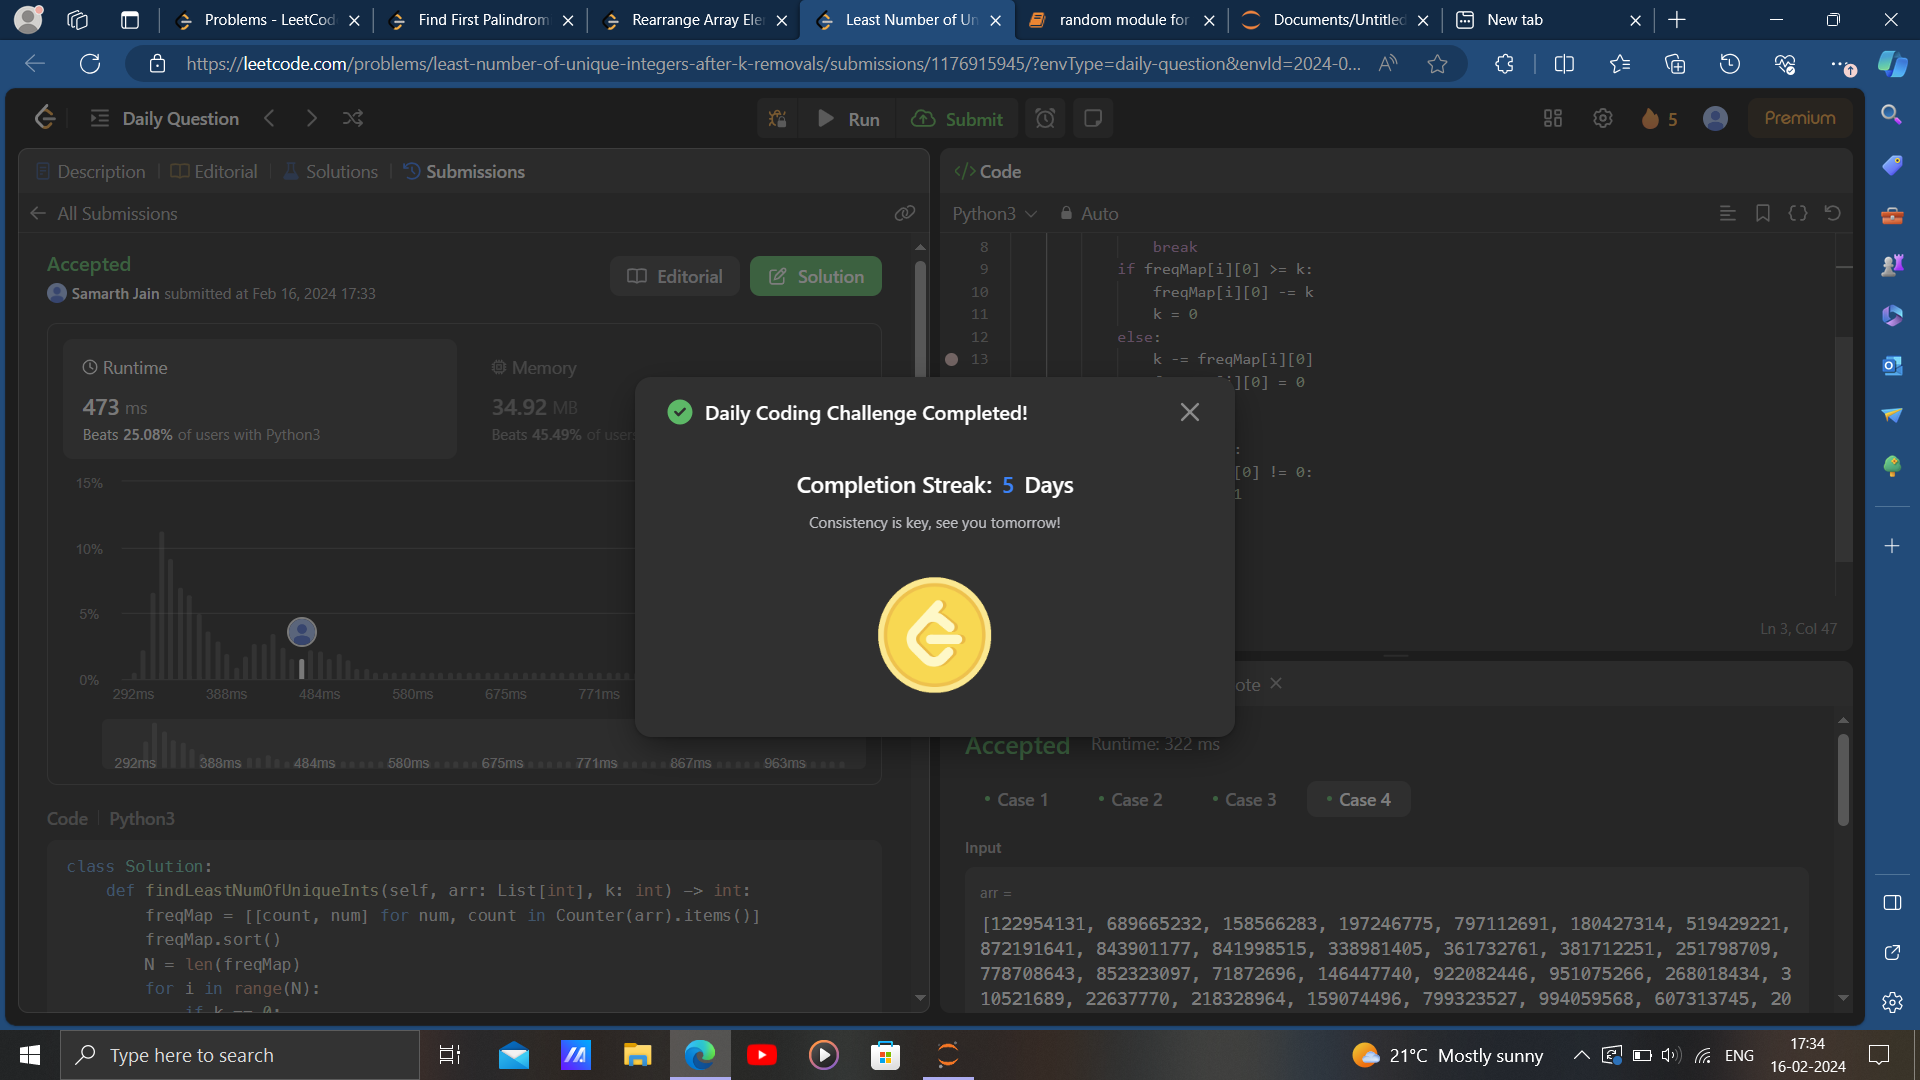 Problems - LeetCod
Find First Palindrom
Rearrange Array Ele
Least Number of Un
random module for
Documents/Untitled
New tab
https://leetcode.com/problems/least-number-of-unique-integers-after-k-removals/submissions/1176915945/?envType=daily-question&envId=2024-0...
Daily Question
Run
Submit
5
Premium
Description
Editorial
Solutions
Submissions
All Submissions
Accepted
Samarth Jain submitted at Feb 16, 2024 17:33
Editorial
Solution
Runtime
473 ms
Beats 25.08% of users with Python3
Memory
34.92 MB
Beats 45.49% of users
15%
10%
5%
0%
292ms 388ms 484ms 580ms 675ms 771ms
292ms 388ms 484ms 580ms 675ms 771ms 867ms 963ms
Code Python3
class Solution:
def findLeastNumOfUniqueInts(self, arr: List[int], k: int) -> int:
freqMap = [[count, num] for num, count in Counter(arr).items()]
freqMap.sort()
N = len(freqMap)
for i in range(N):
if k == 0:
</> Code
Python3
Auto
8 break
9 if freqMap[i][0] >= k:
10 freqMap[i][0] -= k
11 k = 0
12 else:
13 k -= freqMap[i][0]
][0] = 0
:
[0] != 0:
1
Ln 3, Col 47
Daily Coding Challenge Completed!
Completion Streak: 5 Days
Consistency is key, see you tomorrow!
ote
Accepted Runtime: 322 ms
Case 1
Case 2
Case 3
Case 4
Input
arr =
[122954131, 689665232, 158566283, 197246775, 797112691, 180427314, 519429221,
872191641, 843901177, 841998515, 338981405, 361732761, 381712251, 251798709,
778708643, 852323097, 71872696, 146447740, 922082446, 951075266, 268018434, 3
10521689, 22637770, 218328964, 159074496, 799323527, 994059568, 607313745, 20
Type here to search
21°C Mostly sunny
ENG
17:34
16-02-2024